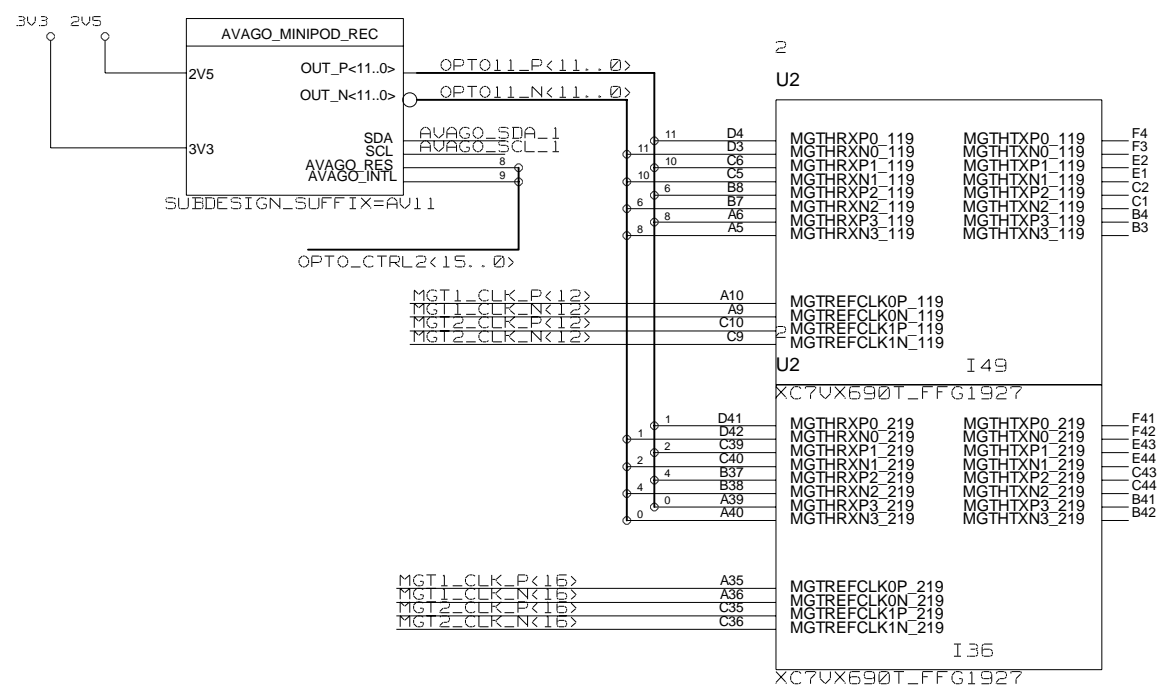 3V3 2V5
AVAGO_MINIPOD_REC
2V5
OUT_P<11..0>
OPTO11_P<11..0>
OUT_N<11..0>
OPTO11_N<11..0>
3V3
SDA
AVAGO_SDA_1
SCL
AVAGO_SCL_1
AVAGO_RES
8
AVAGO_INTL
9
SUBDESIGN_SUFFIX=AV11
OPTO_CTRL2<15..0>
2
U2
11 D4 MGTHRXP0_119 MGTHTXP0_119 F4
11 D3 MGTHRXN0_119 MGTHTXN0_119 F3
10 C6 MGTHRXP1_119 MGTHTXP1_119 E2
10 C5 MGTHRXN1_119 MGTHTXN1_119 E1
6 B8 MGTHRXP2_119 MGTHTXP2_119 C2
6 B7 MGTHRXN2_119 MGTHTXN2_119 C1
8 A6 MGTHRXP3_119 MGTHTXP3_119 B4
8 A5 MGTHRXN3_119 MGTHTXN3_119 B3
MGT1_CLK_P<12> A10 MGTREFCLK0P_119
MGT1_CLK_N<12> A9 MGTREFCLK0N_119
MGT2_CLK_P<12> C10 MGTREFCLK1P_119
MGT2_CLK_N<12> C9 MGTREFCLK1N_119
2
U2
I49
XC7VX690T_FFG1927
1 D41 MGTHRXP0_219 MGTHTXP0_219 F41
1 D42 MGTHRXN0_219 MGTHTXN0_219 F42
2 C39 MGTHRXP1_219 MGTHTXP1_219 E43
2 C40 MGTHRXN1_219 MGTHTXN1_219 E44
4 B37 MGTHRXP2_219 MGTHTXP2_219 C43
4 B38 MGTHRXN2_219 MGTHTXN2_219 C44
0 A39 MGTHRXP3_219 MGTHTXP3_219 B41
0 A40 MGTHRXN3_219 MGTHTXN3_219 B42
MGT1_CLK_P<16> A35 MGTREFCLK0P_219
MGT1_CLK_N<16> A36 MGTREFCLK0N_219
MGT2_CLK_P<16> C35 MGTREFCLK1P_219
MGT2_CLK_N<16> C36 MGTREFCLK1N_219
I36
XC7VX690T_FFG1927